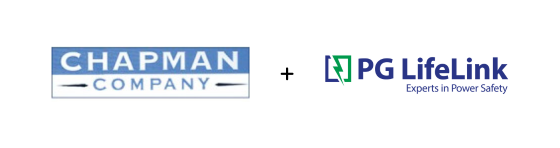 CHAPMAN
COMPANY
+
PG LifeLink
Experts in Power Safety